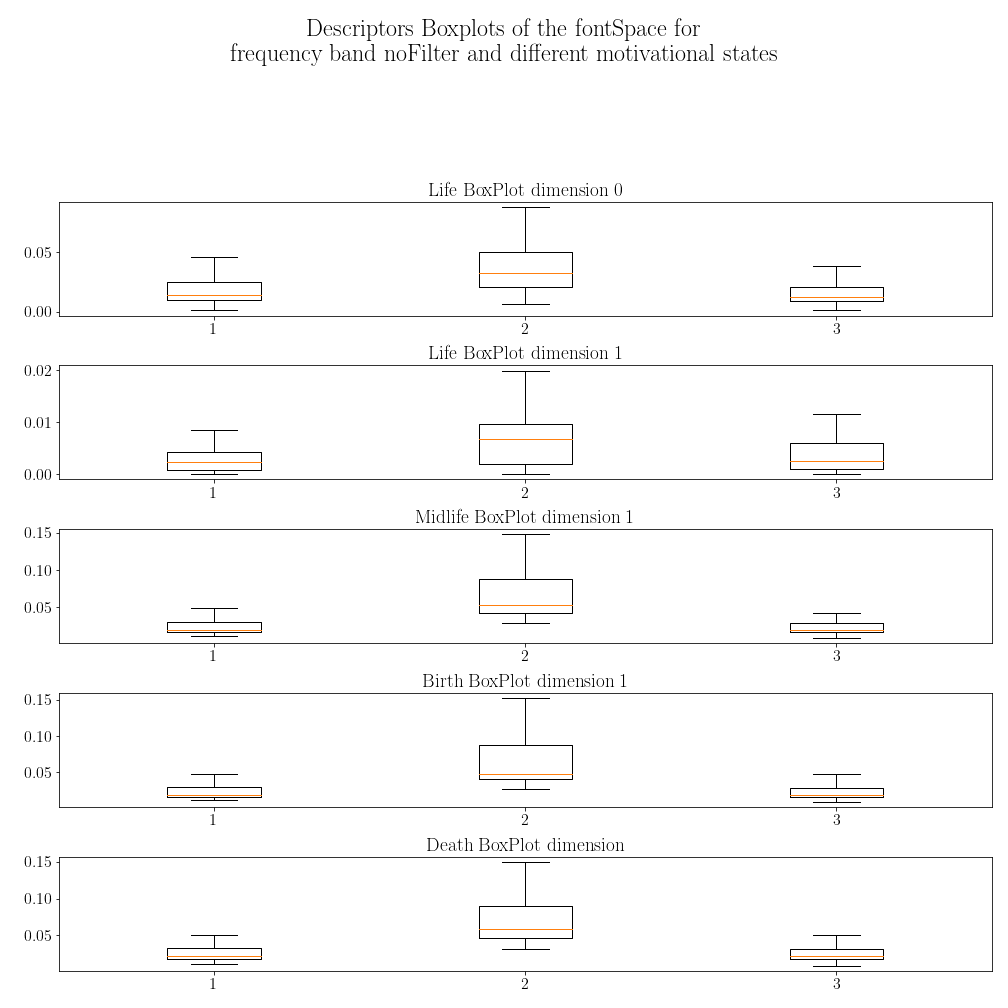 Descriptors Boxplots of the fontSpace for
frequency band noFilter and different motivational states
Life BoxPlot dimension 0
0.05
0.00
1 2 3
Life BoxPlot dimension 1
0.02
0.01
0.00
1 2 3
Midlife BoxPlot dimension 1
0.15
0.10
0.05
1 2 3
Birth BoxPlot dimension 1
0.15
0.10
0.05
1 2 3
Death BoxPlot dimension
0.15
0.10
0.05
1 2 3